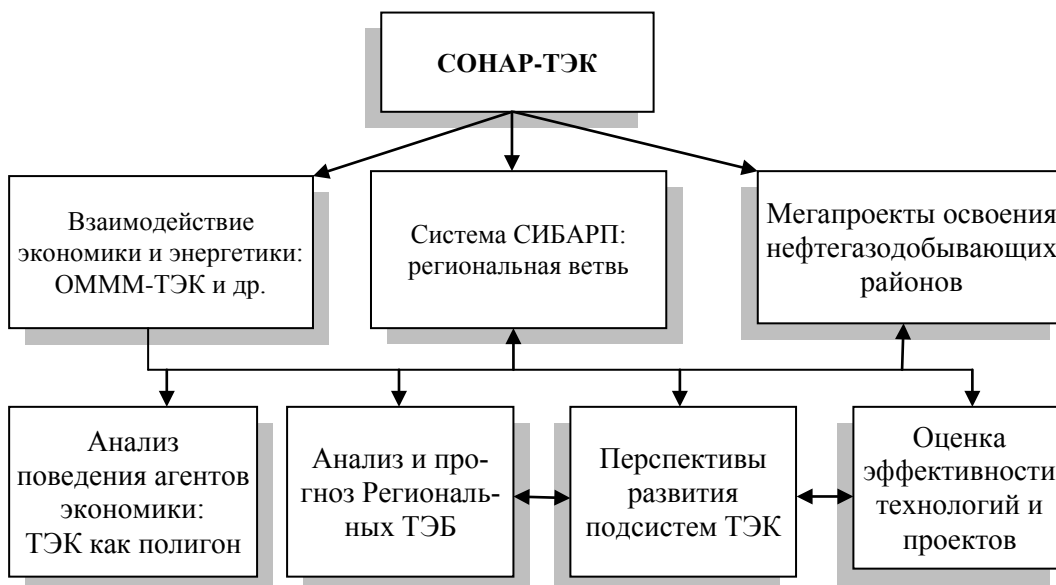 СОНАР-ТЭК
Взаимодействие
экономики и энергетики:
ОМММ-ТЭК и др.
Система СИБАРП:
региональная ветвь
Мегапроекты освоения
нефтегазодобывающих
районов
Анализ
поведения агентов
экономики:
ТЭК как полигон
Анализ и про-
гноз Региональ-
ных ТЭБ
Перспективы
развития
подсистем ТЭК
Оценка
эффективности
технологий и
проектов